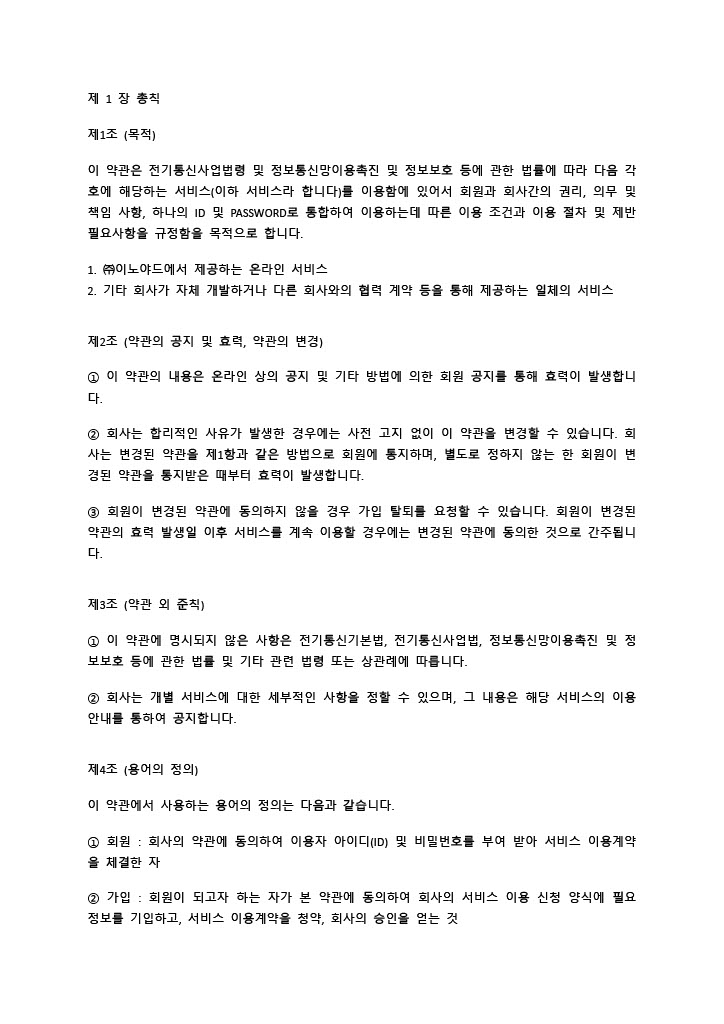 제 1 장 총칙
제1조 (목적)
이 약관은 전기통신사업법령 및 정보통신망이용촉진 및 정보보호 등에 관한 법률에 따라 다음 각
호에 해당하는 서비스(이하 서비스라 합니다)를 이용함에 있어서 회원과 회사간의 권리, 의무 및
책임 사항, 하나의 ID 및 PASSWORD로 통합하여 이용하는데 따른 이용 조건과 이용 절차 및 제반
필요사항을 규정함을 목적으로 합니다.
1. ㈜이노야드에서 제공하는 온라인 서비스
2. 기타 회사가 자체 개발하거나 다른 회사와의 협력 계약 등을 통해 제공하는 일체의 서비스
제2조 (약관의 공지 및 효력, 약관의 변경)
① 이 약관의 내용은 온라인 상의 공지 및 기타 방법에 의한 회원 공지를 통해 효력이 발생합니
다.
② 회사는 합리적인 사유가 발생한 경우에는 사전 고지 없이 이 약관을 변경할 수 있습니다. 회
사는 변경된 약관을 제1항과 같은 방법으로 회원에 통지하며, 별도로 정하지 않는 한 회원이 변
경된 약관을 통지받은 때부터 효력이 발생합니다.
③ 회원이 변경된 약관에 동의하지 않을 경우 가입 탈퇴를 요청할 수 있습니다. 회원이 변경된
약관의 효력 발생일 이후 서비스를 계속 이용할 경우에는 변경된 약관에 동의한 것으로 간주됩니
다.
제3조 (약관 외 준칙)
① 이 약관에 명시되지 않은 사항은 전기통신기본법, 전기통신사업법, 정보통신망이용촉진 및 정
보보호 등에 관한 법률 및 기타 관련 법령 또는 상관례에 따릅니다.
② 회사는 개별 서비스에 대한 세부적인 사항을 정할 수 있으며, 그 내용은 해당 서비스의 이용
안내를 통하여 공지합니다.
제4조 (용어의 정의)
이 약관에서 사용하는 용어의 정의는 다음과 같습니다.
① 회원 : 회사의 약관에 동의하여 이용자 아이디(ID) 및 비밀번호를 부여 받아 서비스 이용계약
을 체결한 자
② 가입 : 회원이 되고자 하는 자가 본 약관에 동의하여 회사의 서비스 이용 신청 양식에 필요
정보를 기입하고, 서비스 이용계약을 청약, 회사의 승인을 얻는 것